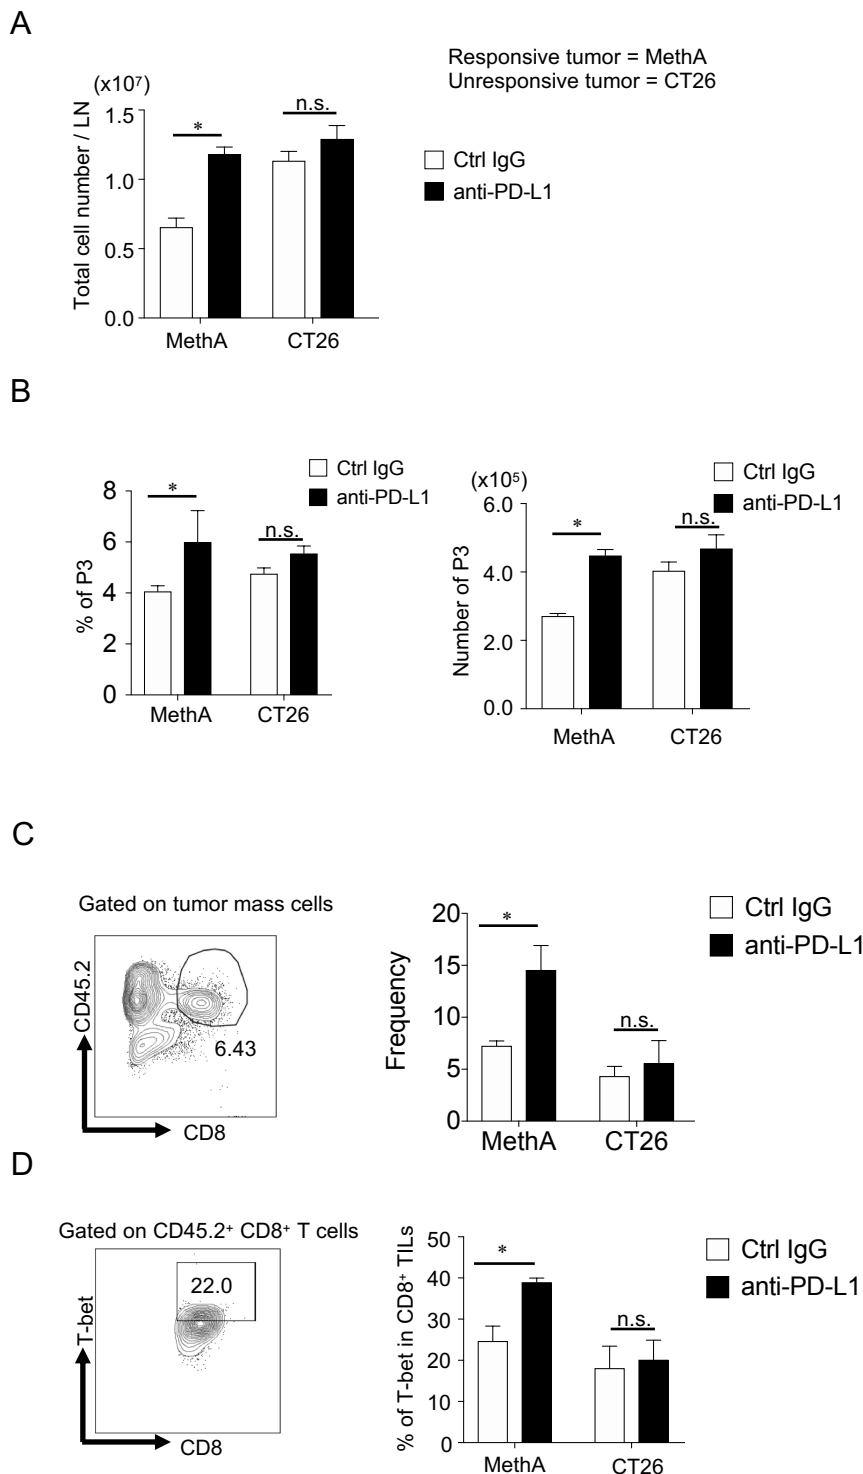 A
Responsive tumor = MethA
Unresponsive tumor = CT26
(x10⁷)
Total cell number / LN
1.5
1.0
0.5
0.0
*
n.s.
MethA
CT26
Ctrl IgG
anti-PD-L1
B
% of P3
8
6
4
2
0
*
n.s.
MethA
CT26
Ctrl IgG
anti-PD-L1
(x10⁵)
Number of P3
6.0
4.0
2.0
0.0
*
n.s.
MethA
CT26
Ctrl IgG
anti-PD-L1
C
Gated on tumor mass cells
CD45.2
6.43
CD8
Frequency
20
15
10
5
0
*
n.s.
MethA
CT26
Ctrl IgG
anti-PD-L1
D
Gated on CD45.2⁺ CD8⁺ T cells
T-bet
22.0
CD8
% of T-bet in CD8⁺ TILs
50
40
30
20
10
0
*
n.s.
MethA
CT26
Ctrl IgG
anti-PD-L1